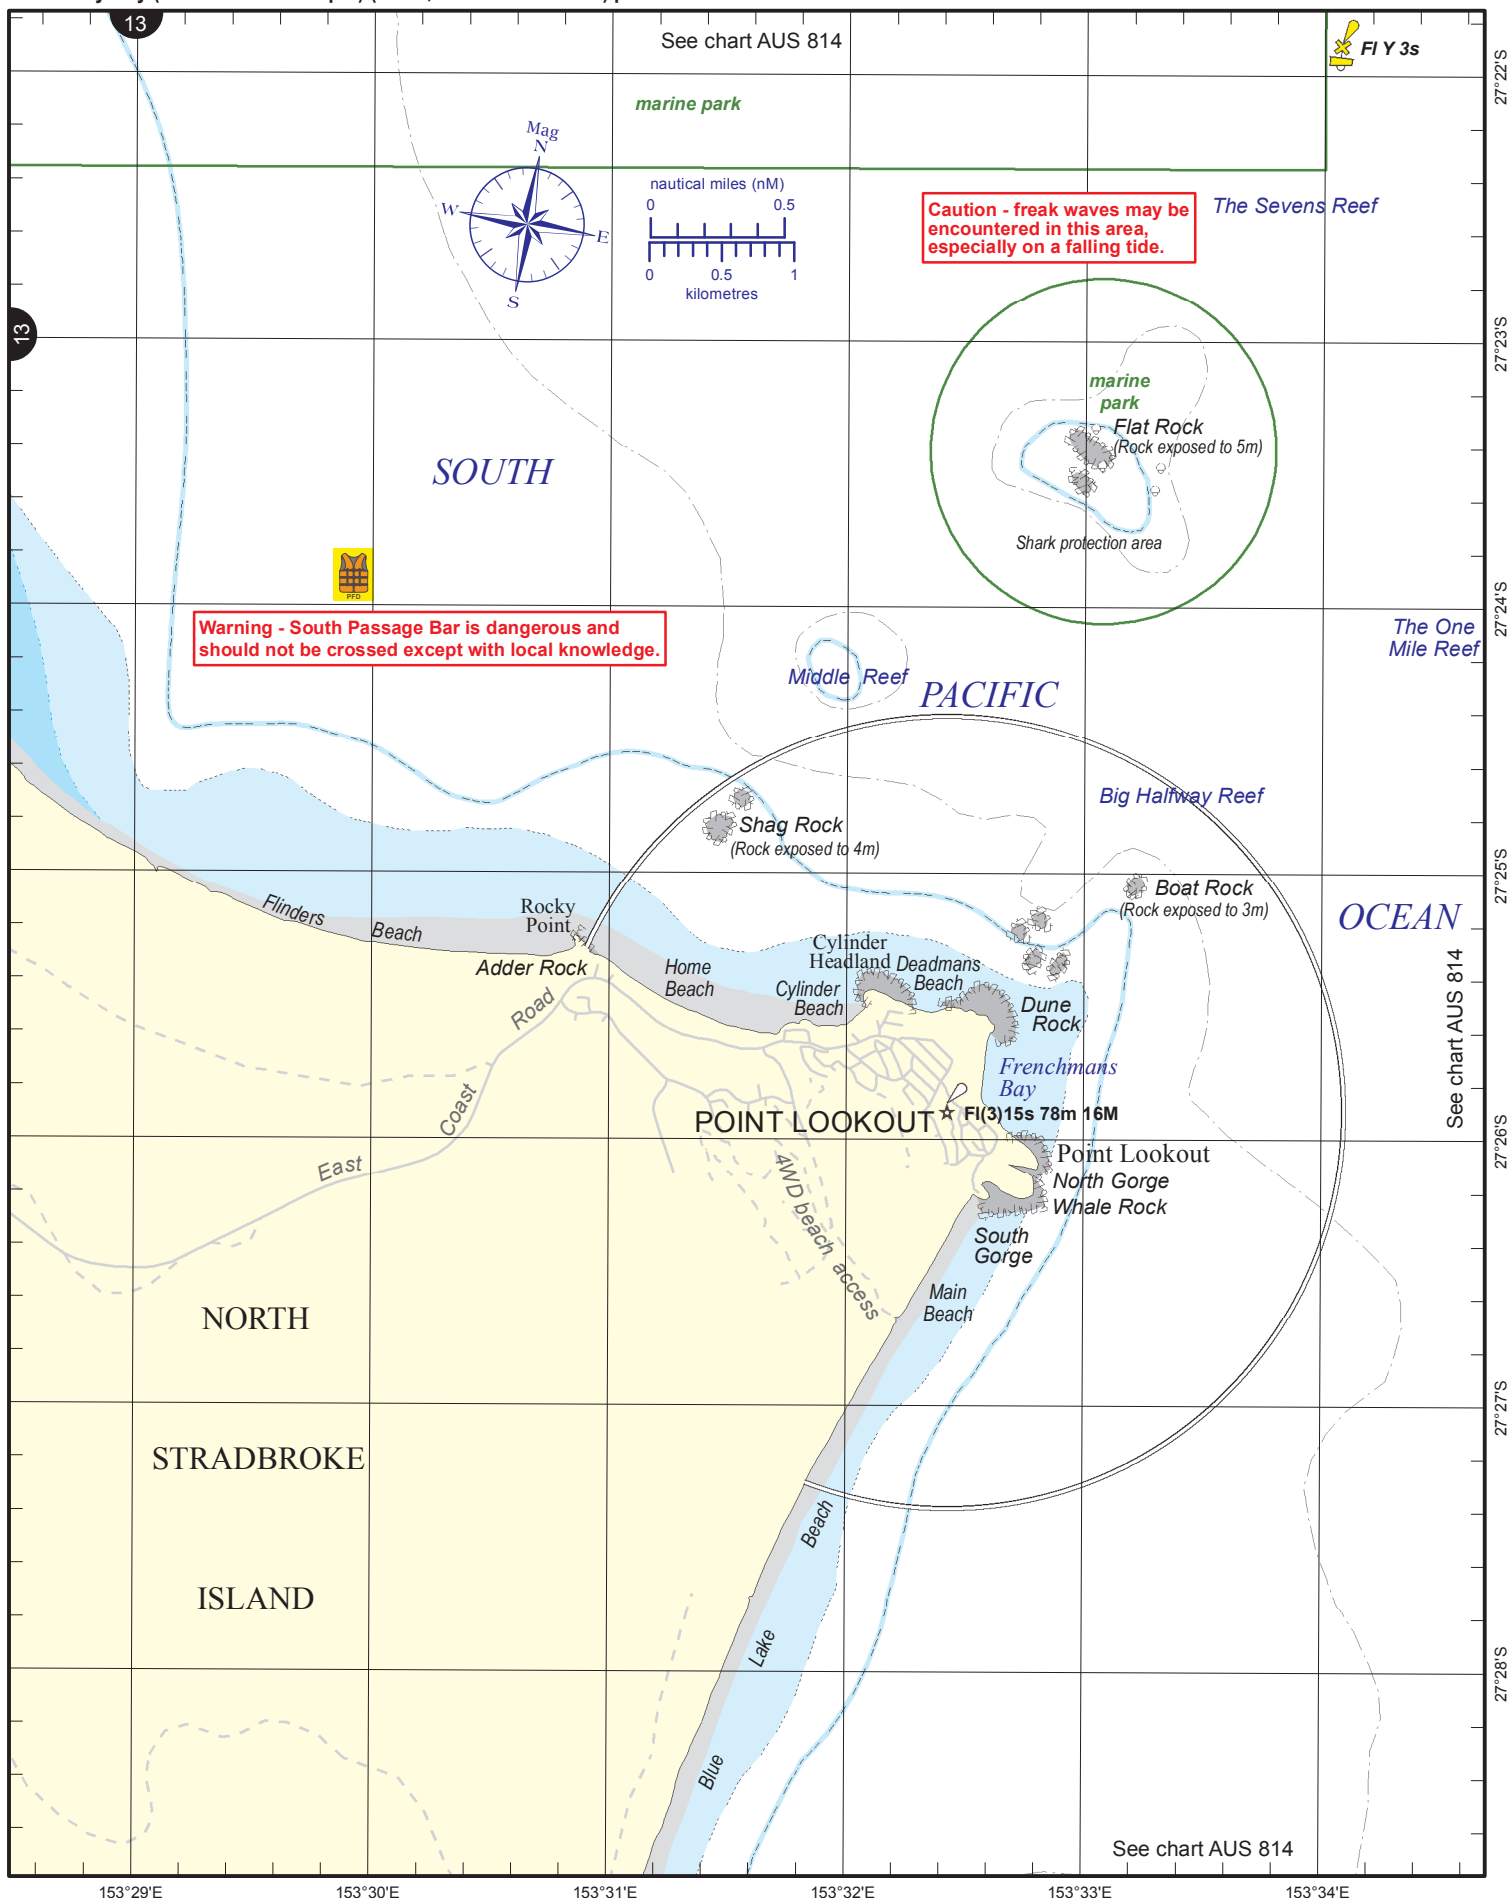 13
See chart AUS 814
Fl Y 3s
27°22'S
marine park
Mag
N
W
E
S
nautical miles (nM)
0 0.5
0 0.5 1
kilometres
Caution - freak waves may be
encountered in this area,
especially on a falling tide.
The Sevens Reef
13
27°23'S
marine
park
Flat Rock
(Rock exposed to 5m)
SOUTH
Shark protection area
PFD
27°24'S
Warning - South Passage Bar is dangerous and
should not be crossed except with local knowledge.
The One
Mile Reef
Middle Reef
PACIFIC
Big Halfway Reef
Shag Rock
(Rock exposed to 4m)
27°25'S
Boat Rock
(Rock exposed to 3m)
OCEAN
Flinders
Beach
Rocky
Point
Adder Rock
Home
Beach
Cylinder
Headland
Cylinder
Beach
Deadmans
Beach
Dune
Rock
See chart AUS 814
Road
Coast
East
Frenchmans
Bay
POINT LOOKOUT
Fl(3)15s 78m 16M
27°26'S
Point Lookout
North Gorge
Whale Rock
4WD beach access
South
Gorge
Main
Beach
NORTH
27°27'S
STRADBROKE
Beach
ISLAND
Lake
27°28'S
Blue
See chart AUS 814
153°29'E 153°30'E 153°31'E 153°32'E 153°33'E 153°34'E